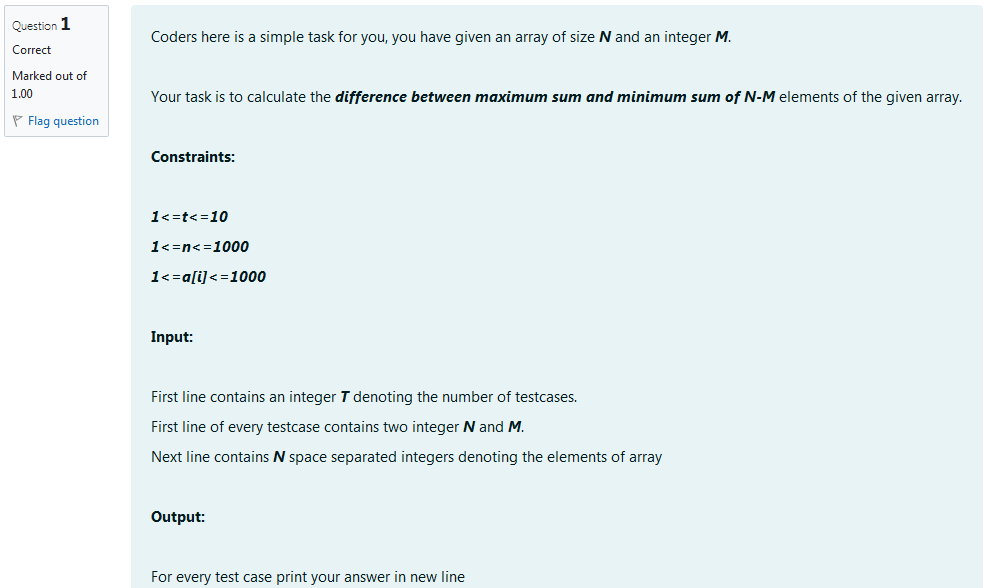 Question 1
Correct
Marked out of
1.00
Flag question
Coders here is a simple task for you, you have given an array of size N and an integer M.
Your task is to calculate the difference between maximum sum and minimum sum of N-M elements of the given array.
Constraints:
1<=t<=10
1<=n<=1000
1<=a[i]<=1000
Input:
First line contains an integer T denoting the number of testcases.
First line of every testcase contains two integer N and M.
Next line contains N space separated integers denoting the elements of array
Output:
For every test case print your answer in new line